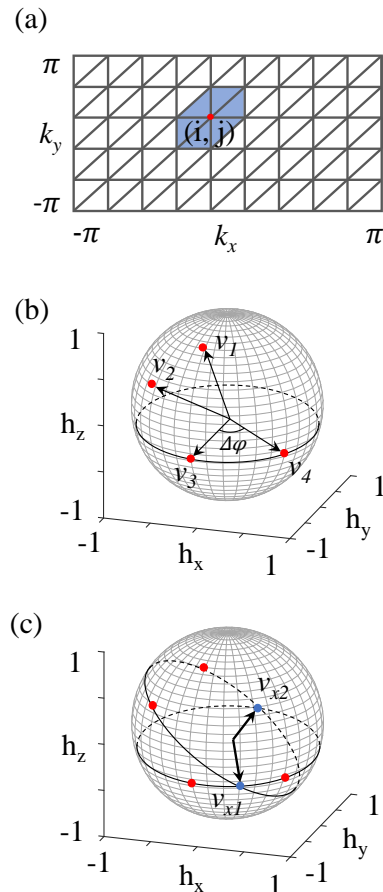 (a)
π
k_y
(i, j)
-π
-π
k_x
π
(b)
1
v_1
v_2
h_z
Δφ
v_3
v_4
1
h_y
-1
-1
-1
h_x
1
(c)
1
v_x2
h_z
v_x1
1
h_y
-1
-1
-1
h_x
1